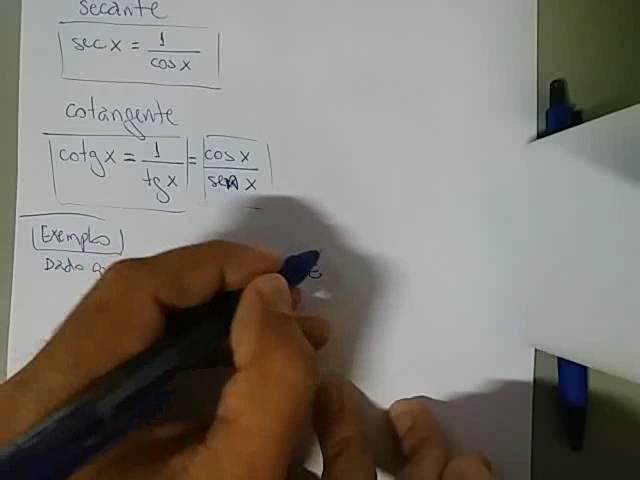 secante
sec x = 1/cos x
cotangente
cotg x = 1/tg x = cos x/sen x
Exemplo
Dado